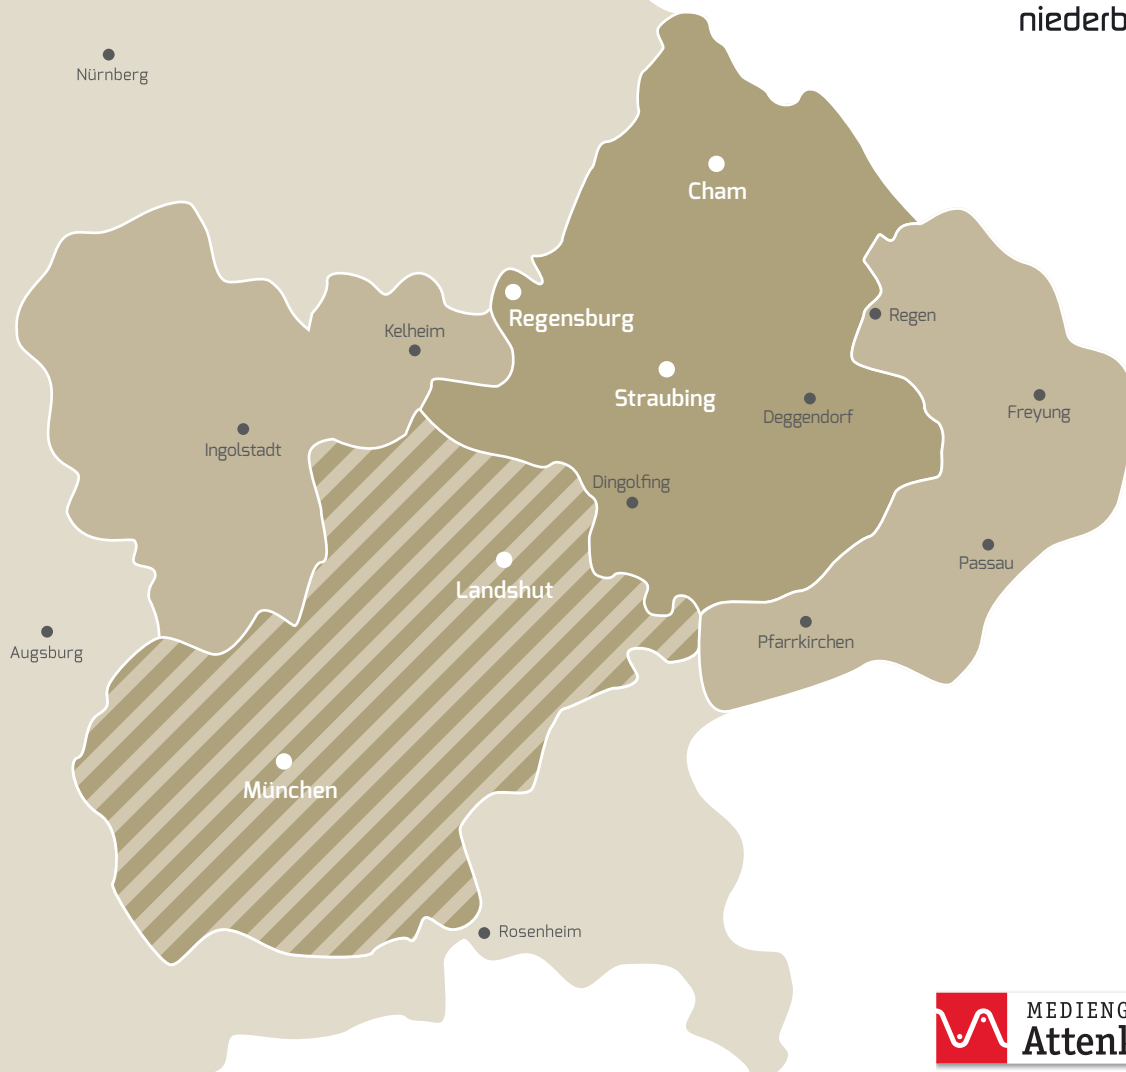 niederb
Nürnberg
Cham
Regensburg
Regen
Kelheim
Straubing
Deggendorf
Freyung
Ingolstadt
Dingolfing
Passau
Landshut
Pfarrkirchen
Augsburg
München
Rosenheim
MEDIENG
Attenk